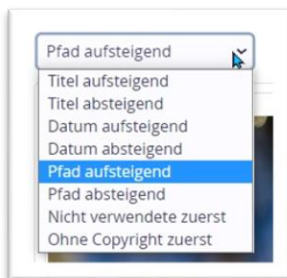 Pfad aufsteigend
Titel aufsteigend
Titel absteigend
Datum aufsteigend
Datum absteigend
Pfad aufsteigend
Pfad absteigend
Nicht verwendete zuerst
Ohne Copyright zuerst